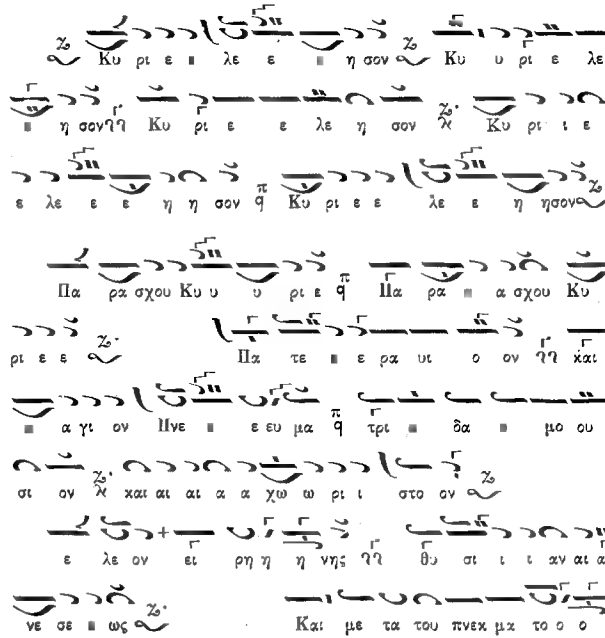 Κυ ρι ε λε ε η σον Κυ υ ρι ε λε
η σον Κυ ρι ε ε λε η σον Κυ ρι ι ε
ε λε ε ε η η σον Κυ ρι ε ε λε ε η ησον
Πα ρα σχου Κυ υ υ ρι ε Πα ρα α σχου Κυ
ρι ε ε Πα τε ε ρα υι ο ον και
α γι ον Πνε ε ευ μα τρι δα μο ου
σι ον και αι αι α α χω ω ρι ι στο ον
ε λε ον ει ρη η η νης θυ σι ι ι αν αι α
νε σε ως Και με τα του πνεκ μα το ο ο